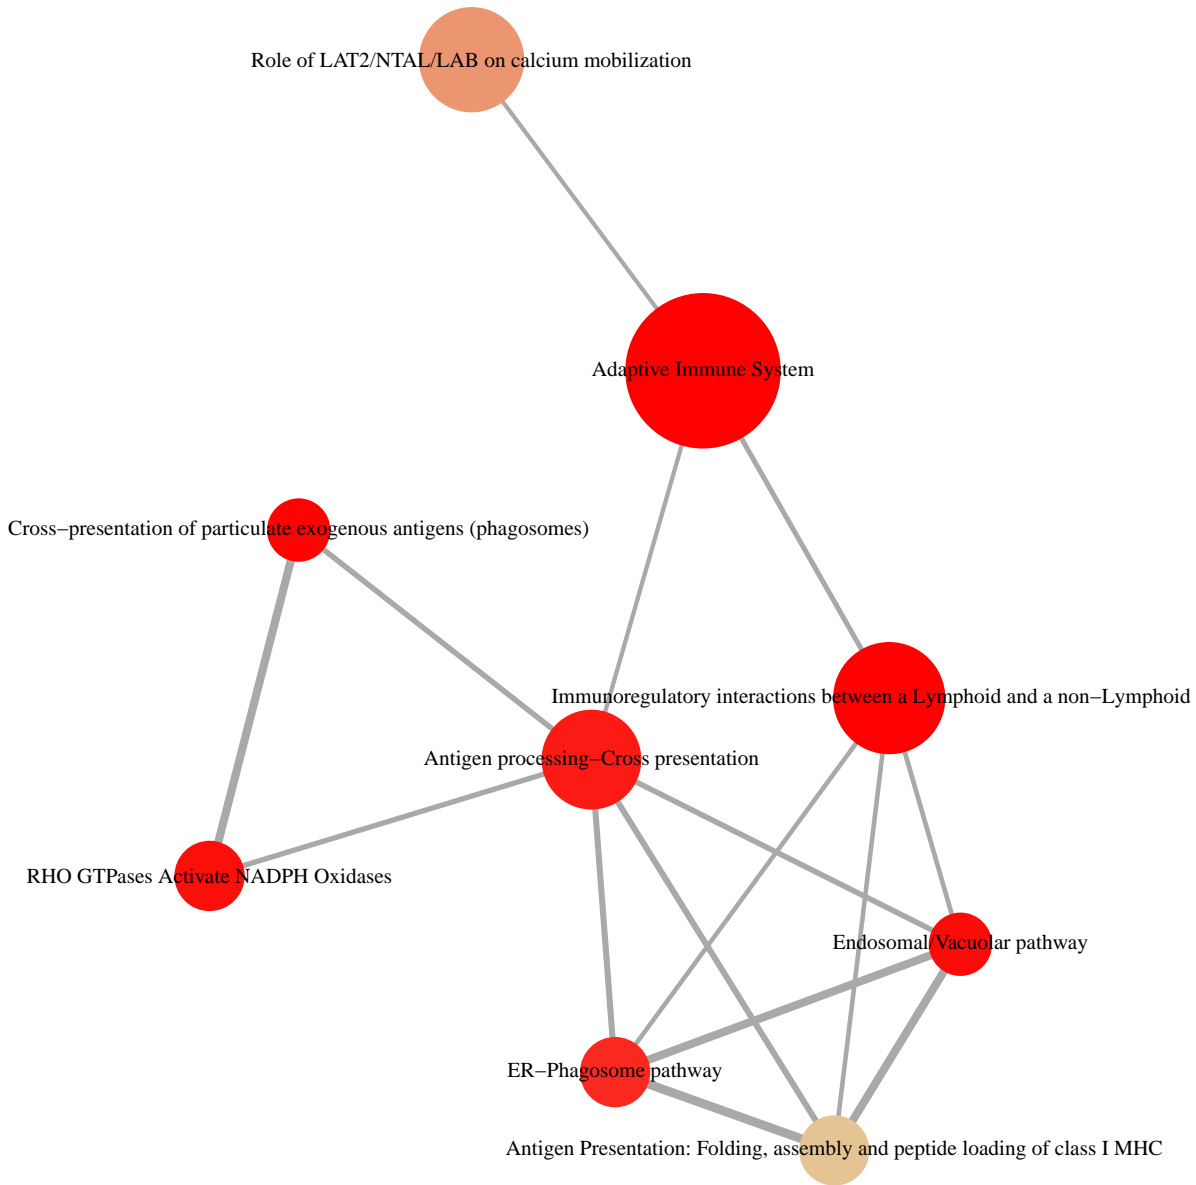 Role of LAT2/NTAL/LAB on calcium mobilization
Adaptive Immune System
Cross−presentation of particulate exogenous antigens (phagosomes)
Immunoregulatory interactions between a Lymphoid and a non−Lymphoid
Antigen processing−Cross presentation
RHO GTPases Activate NADPH Oxidases
Endosomal/Vacuolar pathway
ER−Phagosome pathway
Antigen Presentation: Folding, assembly and peptide loading of class I MHC